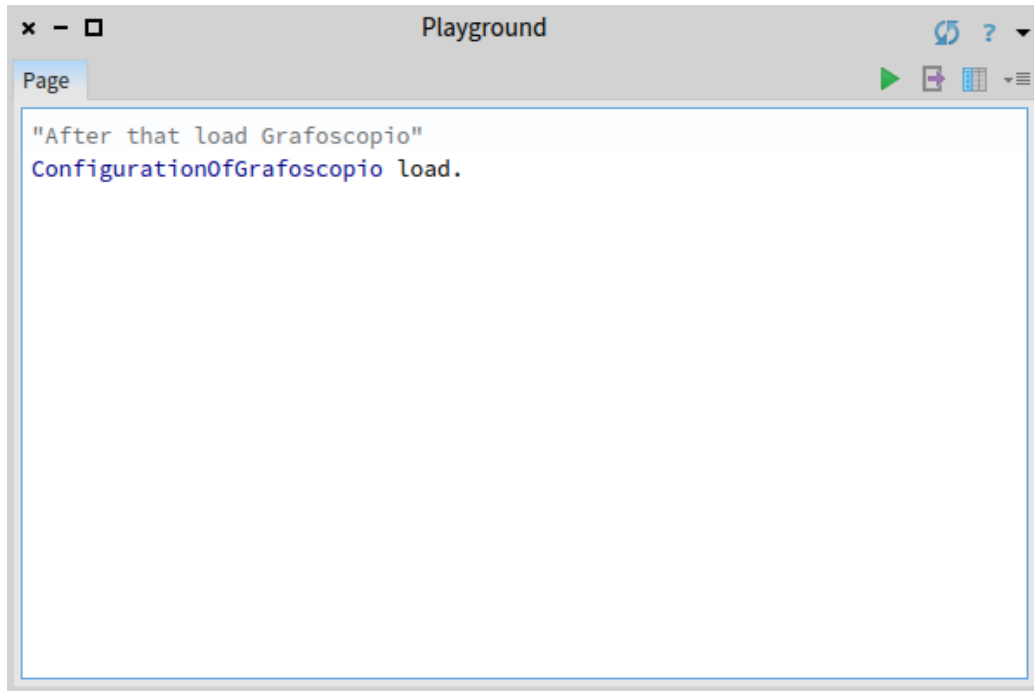 Playground
?
Page
"After that load Grafoscopio"
ConfigurationOfGrafoscopio load.